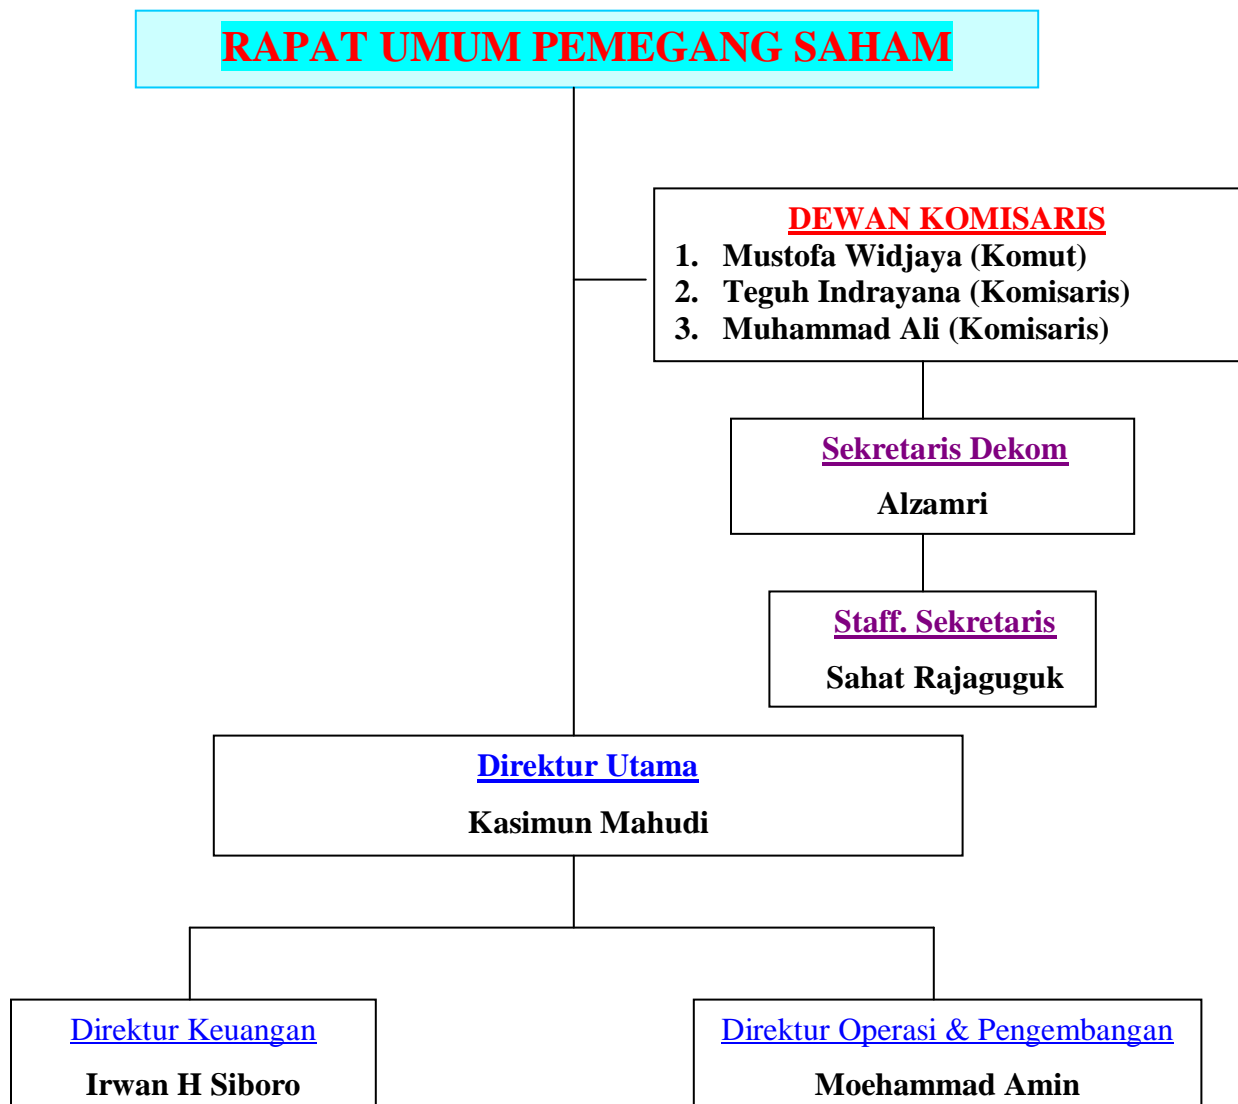 RAPAT UMUM PEMEGANG SAHAM
DEWAN KOMISARIS
1. Mustofa Widjaya (Komut)
2. Teguh Indrayana (Komisaris)
3. Muhammad Ali (Komisaris)
Sekretaris Dekom
Alzamri
Staff. Sekretaris
Sahat Rajaguguk
Direktur Utama
Kasimun Mahudi
Direktur Keuangan
Irwan H Siboro
Direktur Operasi & Pengembangan
Moehammad Amin